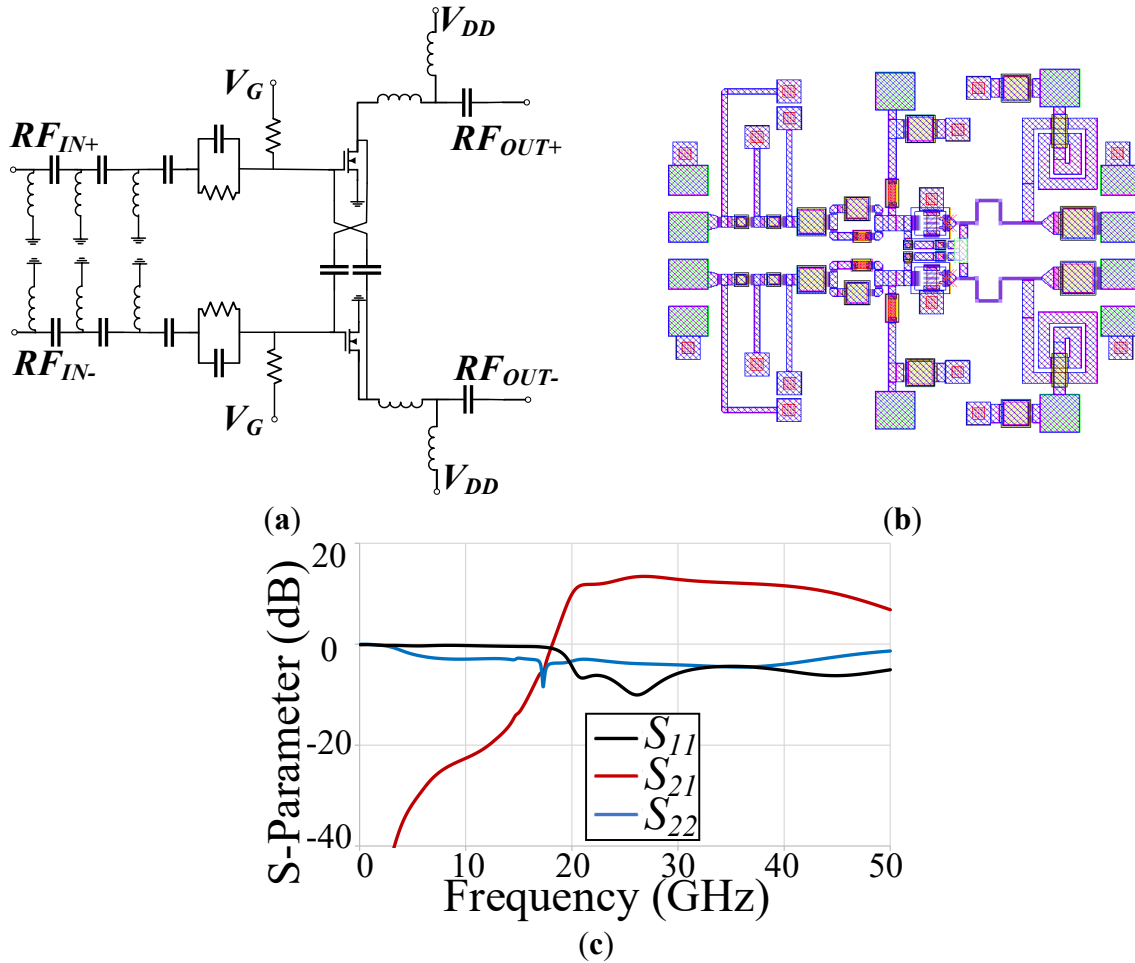 V_DD
V_G
RF_IN+
RF_OUT+
RF_IN-
RF_OUT-
V_G
V_DD
(a)
(b)
20
0
-20
-40
S-Parameter (dB)
S_11
S_21
S_22
0 10 20 30 40 50
Frequency (GHz)
(c)